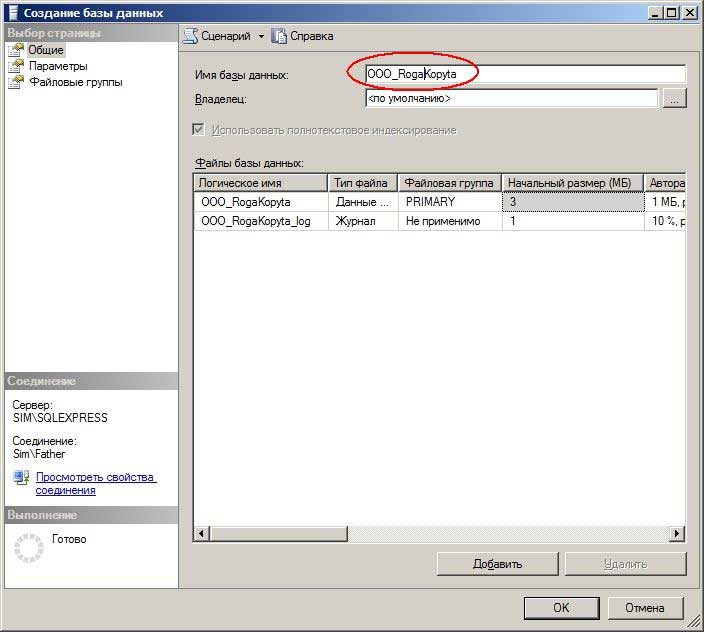 Создание базы данных
Выбор страницы
Общие
Параметры
Файловые группы
Сценарий
Справка
Имя базы данных:
OOO_RogaKopyta
Владелец:
<по умолчанию>
...
Использовать полнотекстовое индексирование
Файлы базы данных:
Логическое имя Тип файла Файловая группа Начальный размер (МБ) Автора
OOO_RogaKopyta Данные ... PRIMARY 3 1 МБ, р
OOO_RogaKopyta_log Журнал Не применимо 1 10 %, р
Соединение
Сервер:
SIM\SQLEXPRESS
Соединение:
Sim\Father
Просмотреть свойства
соединения
Выполнение
Готово
Добавить
Удалить
OK
Отмена